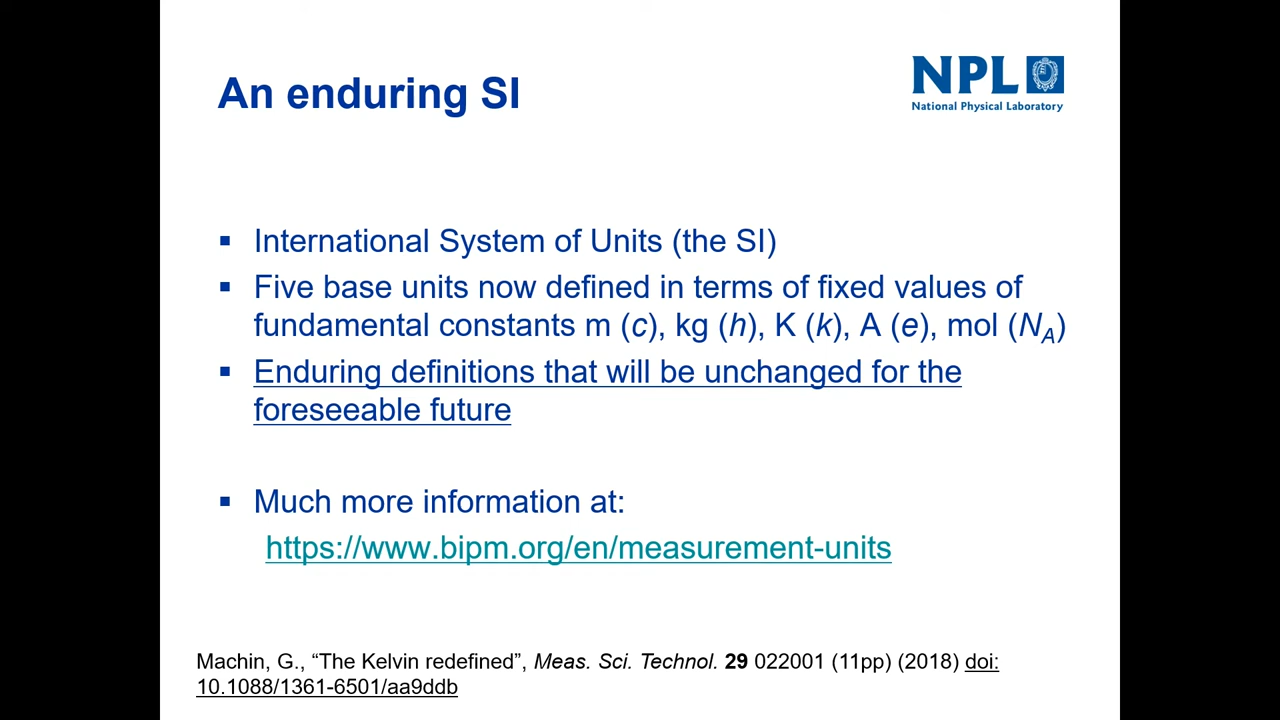 An enduring SI
NPL
National Physical Laboratory
▪ International System of Units (the SI)
▪ Five base units now defined in terms of fixed values of
fundamental constants m (c), kg (h), K (k), A (e), mol (N_A)
▪ Enduring definitions that will be unchanged for the
foreseeable future
▪ Much more information at:
https://www.bipm.org/en/measurement-units
Machin, G., “The Kelvin redefined”, Meas. Sci. Technol. 29 022001 (11pp) (2018) doi:
10.1088/1361-6501/aa9ddb